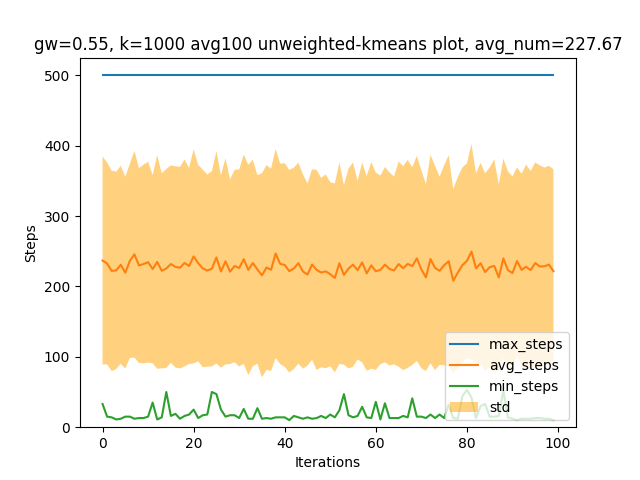 gw=0.55, k=1000 avg100 unweighted-kmeans plot, avg_num=227.67
500
400
300
200
100
0
Steps
max_steps
avg_steps
min_steps
std
0 20 40 60 80 100
Iterations